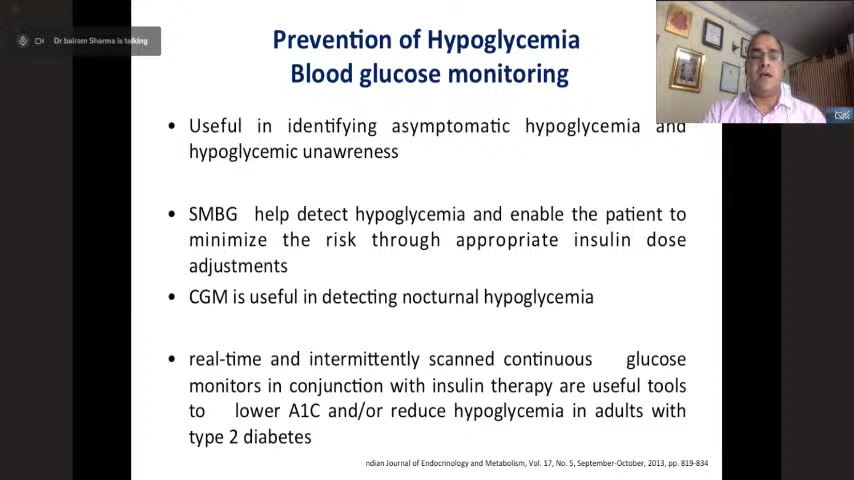 Dr balram Sharma is talking
Prevention of Hypoglycemia
Blood glucose monitoring
• Useful in identifying asymptomatic hypoglycemia and
hypoglycemic unawreness
• SMBG help detect hypoglycemia and enable the patient to
minimize the risk through appropriate insulin dose
adjustments
• CGM is useful in detecting nocturnal hypoglycemia
• real-time and intermittently scanned continuous glucose
monitors in conjunction with insulin therapy are useful tools
to lower A1C and/or reduce hypoglycemia in adults with
type 2 diabetes
ndian Journal of Endocrinology and Metabolism, Vol. 17, No. 5, September-October, 2013, pp. 819-834